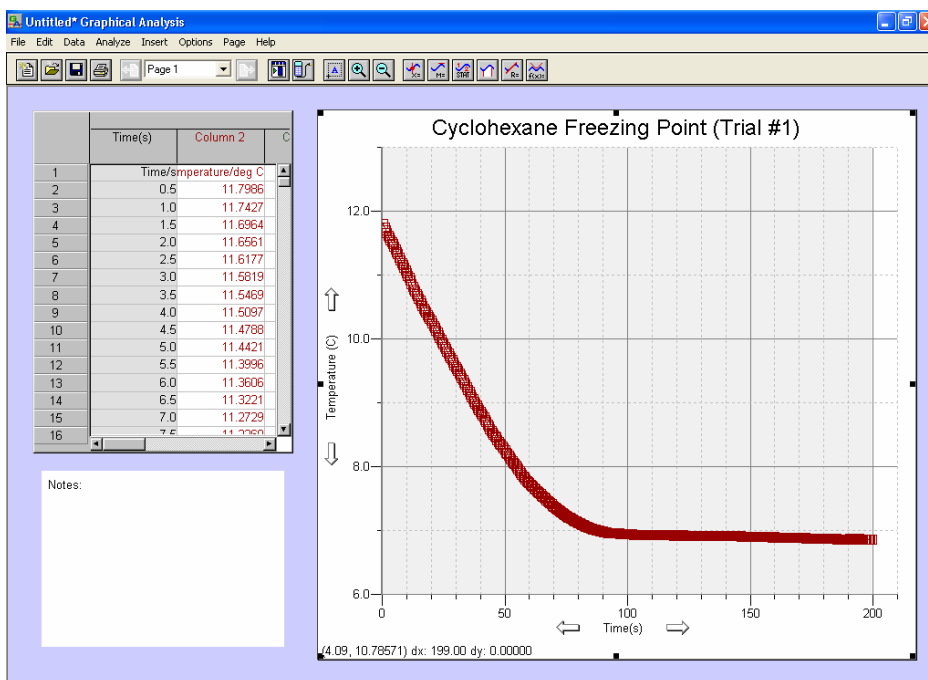 Untitled* Graphical Analysis
File Edit Data Analyze Insert Options Page Help
Page 1
X= M= STAT R= f(x)=
Time(s) Column 2 C
1 Time/s mperature/deg C
2 0.5 11.7986
3 1.0 11.7427
4 1.5 11.6964
5 2.0 11.6561
6 2.5 11.6177
7 3.0 11.5819
8 3.5 11.5469
9 4.0 11.5097
10 4.5 11.4788
11 5.0 11.4421
12 5.5 11.3996
13 6.0 11.3606
14 6.5 11.3221
15 7.0 11.2729
16 7.5
Notes:
Cyclohexane Freezing Point (Trial #1)
12.0
10.0
8.0
6.0
Temperature (C)
0 50 100 150 200
Time(s)
(4.09, 10.78571) dx: 199.00 dy: 0.00000